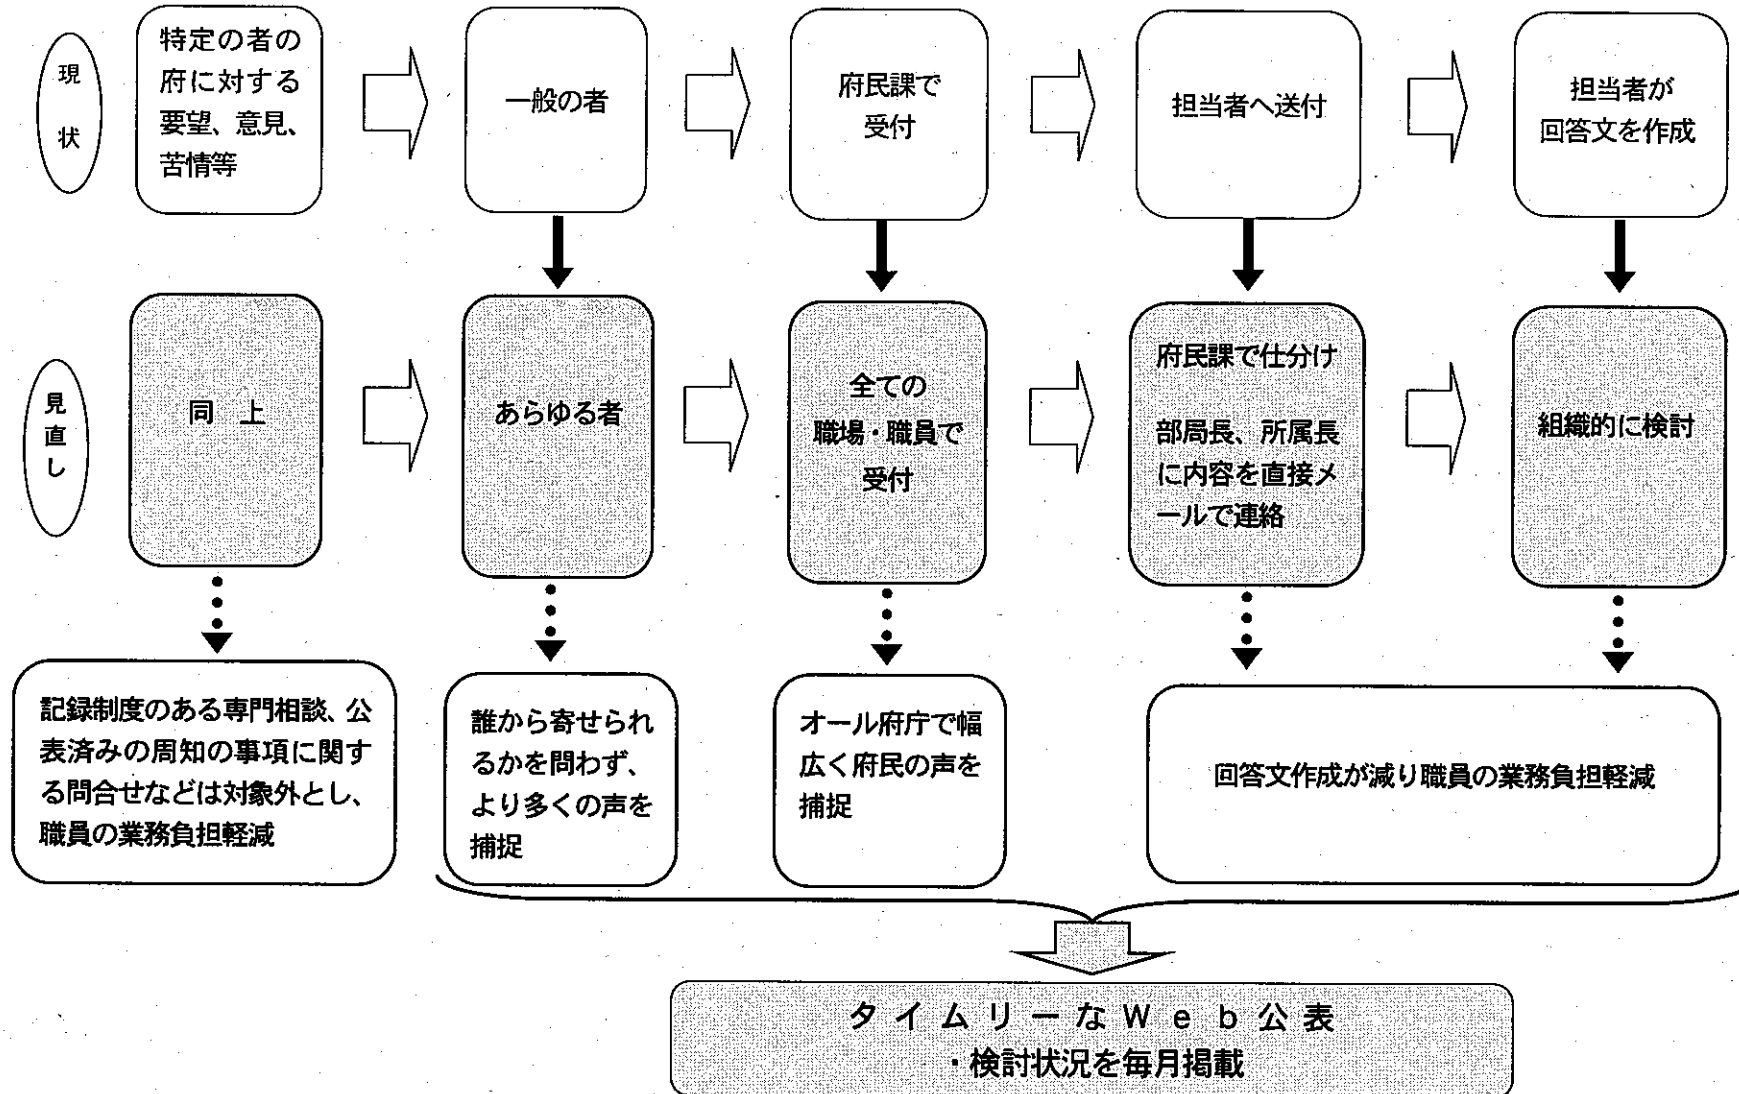 現
状
特定の者の
府に対する
要望、意見、
苦情等
一般の者
府民課で
受付
担当者へ送付
担当者が
回答文を作成
見
直
し
同　上
あらゆる者
全ての
職場・職員で
受付
府民課で仕分け
部局長、所属長
に内容を直接メ
ールで連絡
組織的に検討
記録制度のある専門相談、公
表済みの周知の事項に関す
る問合せなどは対象外とし、
職員の業務負担軽減
誰から寄せられ
るかを問わず、
より多くの声を
捕捉
オール府庁で幅
広く府民の声を
捕捉
回答文作成が減り職員の業務負担軽減
タイムリーなWeb公表
・検討状況を毎月掲載